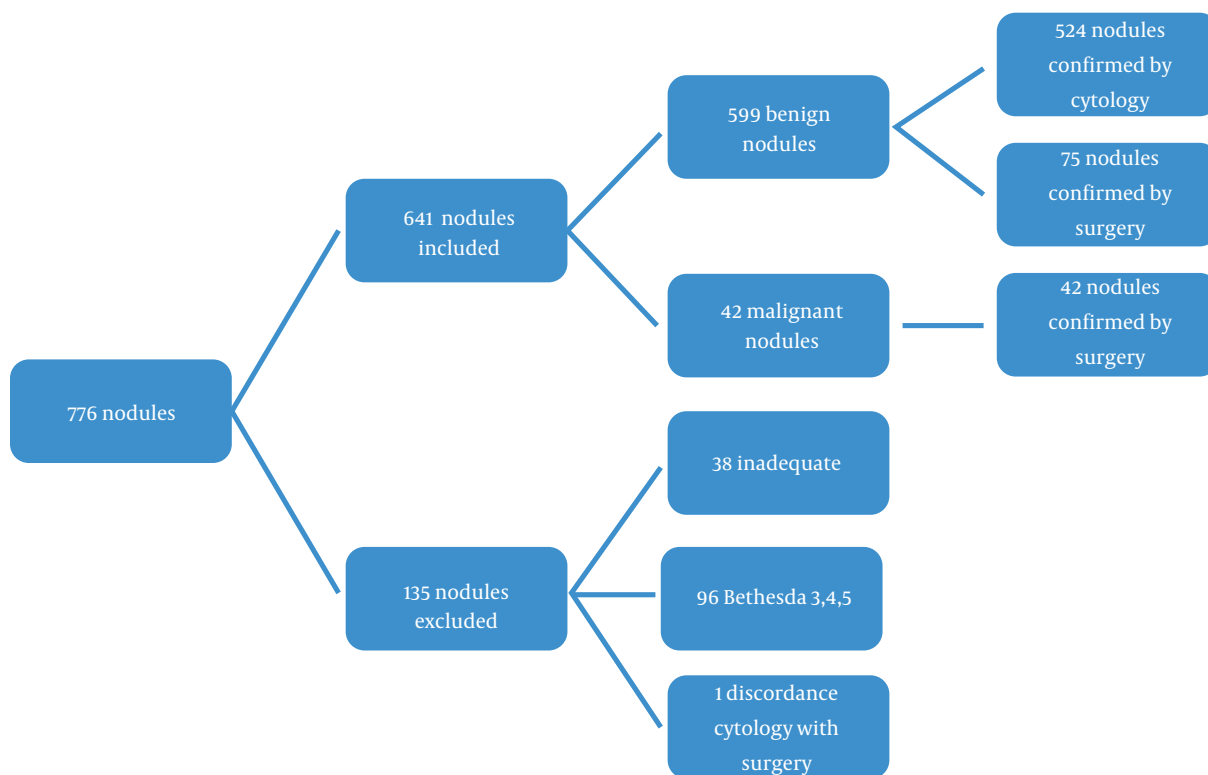 776 nodules
641 nodules
included
135 nodules
excluded
599 benign
nodules
42 malignant
nodules
38 inadequate
96 Bethesda 3,4,5
1 discordance
cytology with
surgery
524 nodules
confirmed by
cytology
75 nodules
confirmed by
surgery
42 nodules
confirmed by
surgery